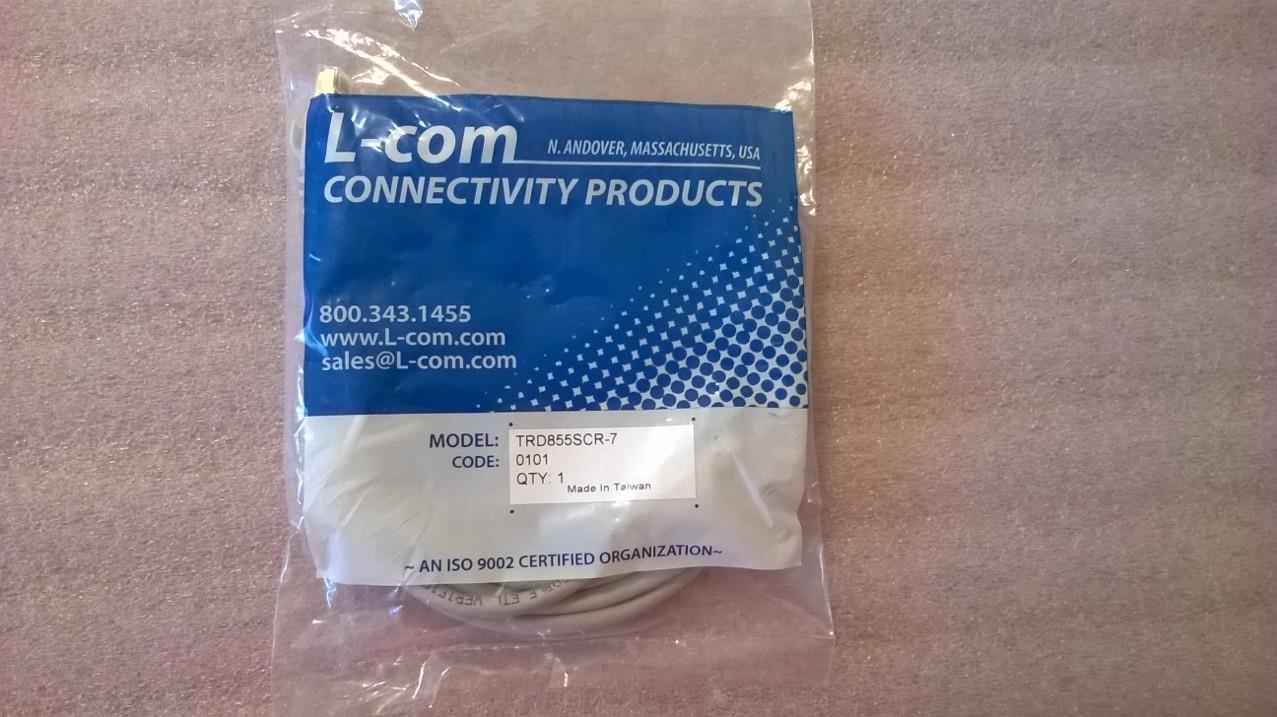 L-com N. ANDOVER, MASSACHUSETTS, USA
CONNECTIVITY PRODUCTS
800.343.1455
www.L-com.com
sales@L-com.com
MODEL: TRD855SCR-7
CODE: 0101
QTY: 1 Made In Taiwan
~ AN ISO 9002 CERTIFIED ORGANIZATION~